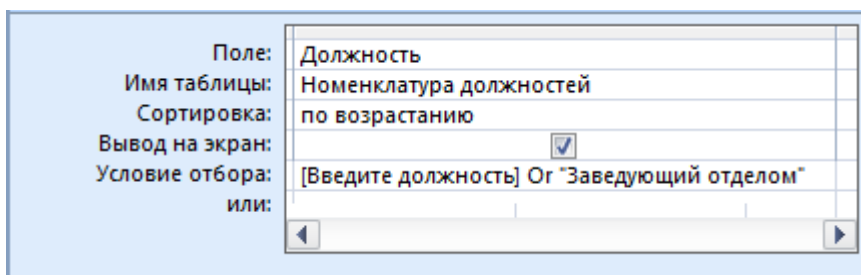 Поле: Должность
Имя таблицы: Номенклатура должностей
Сортировка: по возрастанию
Вывод на экран:
Условие отбора: [Введите должность] Or "Заведующий отделом"
или: